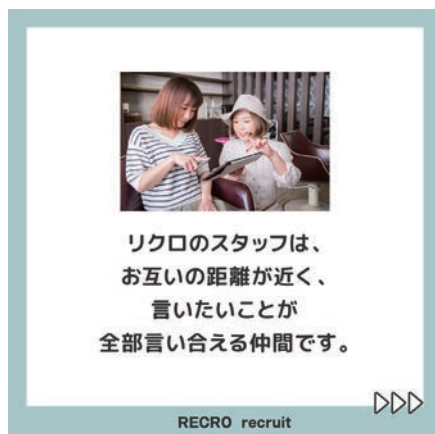 リクロのスタッフは、
お互いの距離が近く、
言いたいことが
全部言い合える仲間です。
RECRO recruit